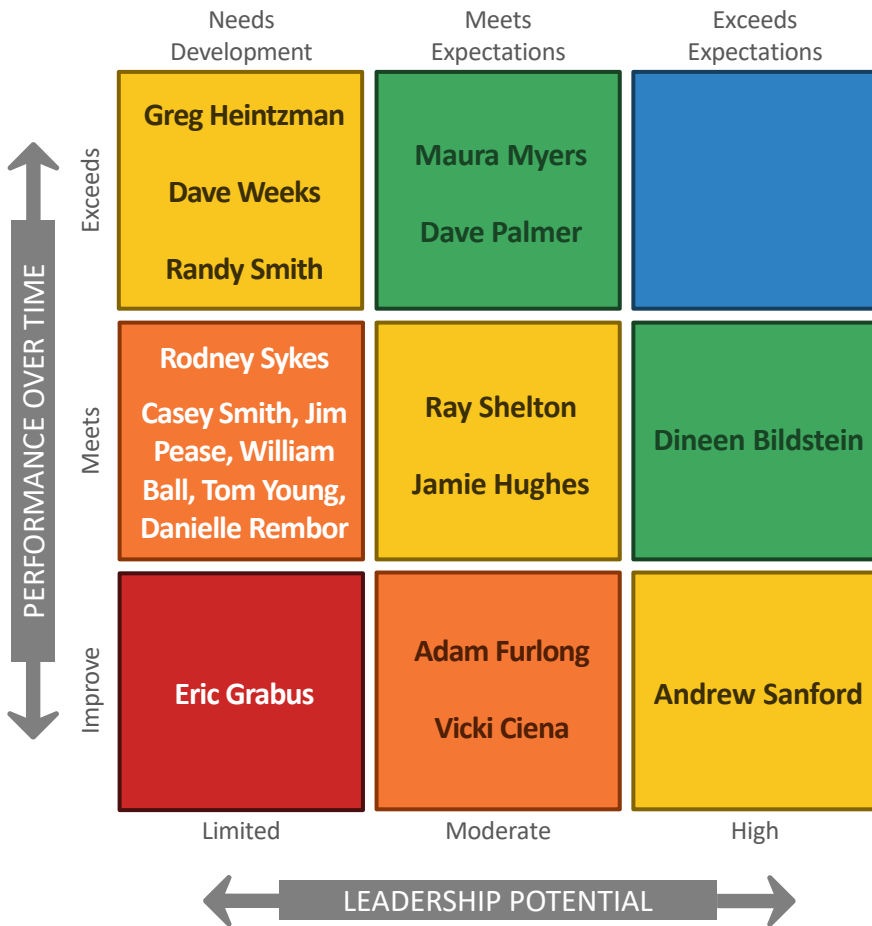 Needs
Development
Meets
Expectations
Exceeds
Expectations
PERFORMANCE OVER TIME
Exceeds
Greg Heintzman
Dave Weeks
Randy Smith
Maura Myers
Dave Palmer
Meets
Rodney Sykes
Casey Smith, Jim
Pease, William
Ball, Tom Young,
Danielle Rembor
Ray Shelton
Jamie Hughes
Dineen Bildstein
Improve
Eric Grabus
Adam Furlong
Vicki Ciena
Andrew Sanford
Limited
Moderate
High
LEADERSHIP POTENTIAL